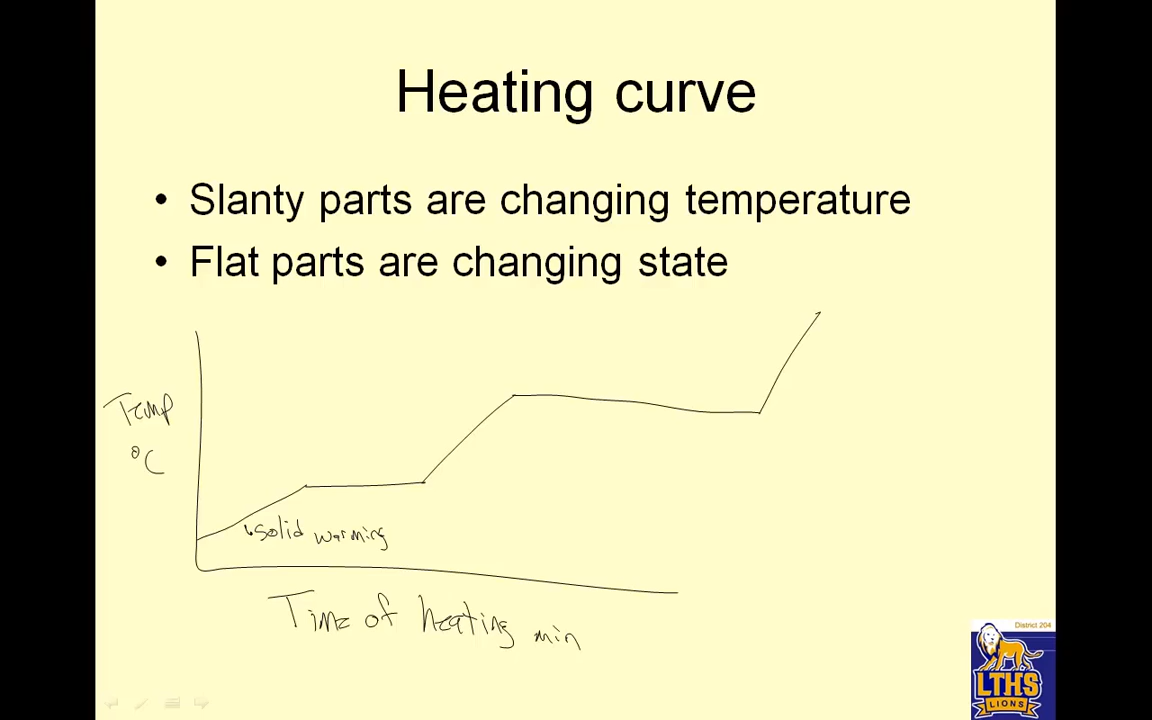 Heating curve
• Slanty parts are changing temperature
• Flat parts are changing state
Temp
°C
solid warming
Time of heating min
District 204
LTHS
LIONS